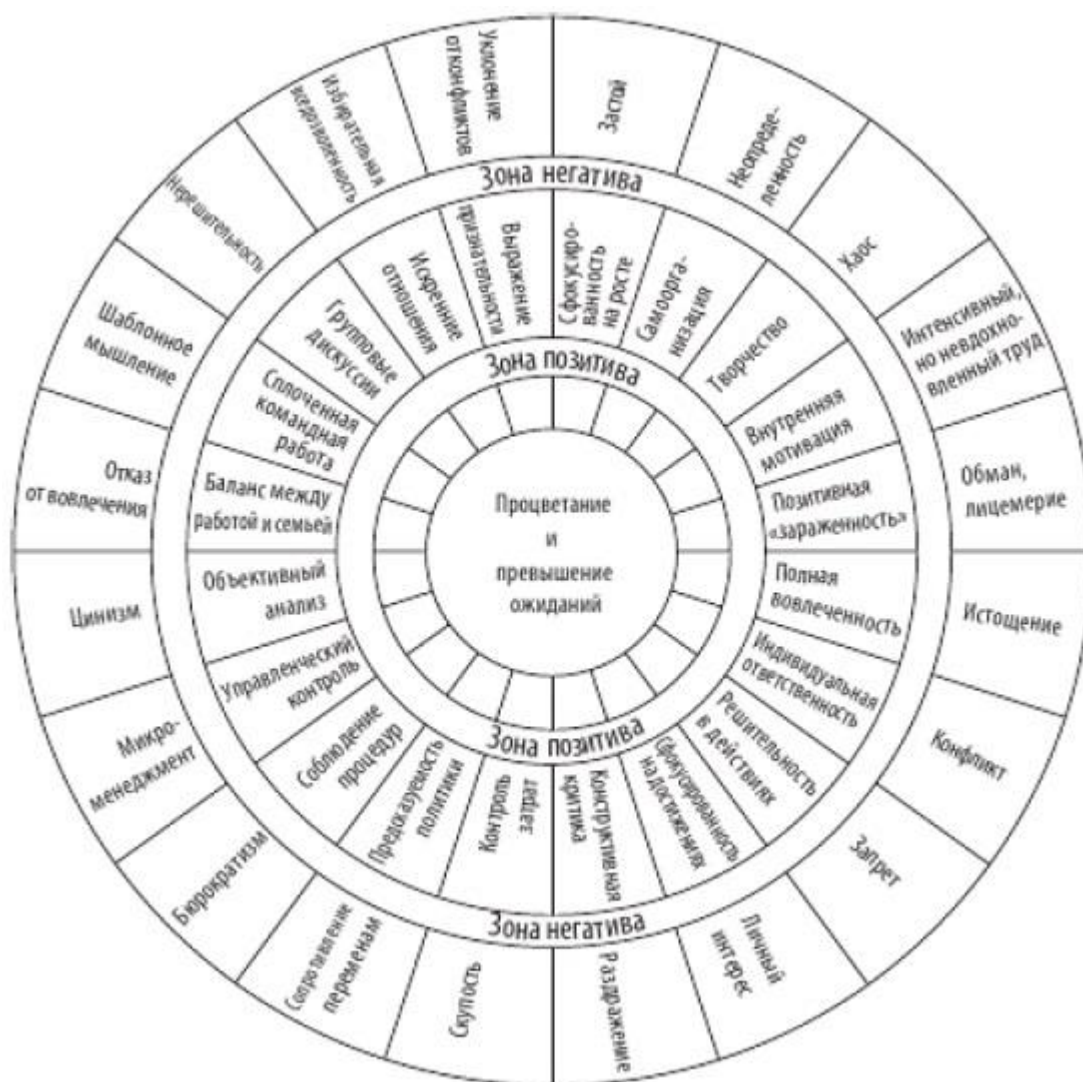 Уклонение
отконфликтов
Застой
Неопреде-
ленность
Хаос
Интенсивный,
но невдохно-
вленный труд
Обман,
лицемерие
Истощение
Конфликт
Запрет
Личный
интерес
Раздражение
Скупость
Сопротивление
переменам
Бюрократизм
Микро-
менеджмент
Цинизм
Отказ
от вовлечения
Шаблонное
мышление
Нерешительность
Избирательная
вседозволенность
Зона негатива
Выражение
признательности
Сфокусиро-
ванность
на росте
Самоорга-
низация
Творчество
Внутренняя
мотивация
Позитивная
«зараженность»
Полная
вовлеченность
Индивидуальная
ответственность
Решительность
в действиях
Сфокусированность
на достижениях
Конструктивная
критика
Контроль
затрат
Предсказуемость
политики
Соблюдение
процедур
Управленческий
контроль
Объективный
анализ
Баланс между
работой и семьей
Сплоченная
командная
работа
Групповые
дискуссии
Искренние
отношения
Зона позитива
Процветание
и
превышение
ожиданий
Зона позитива
Зона негатива